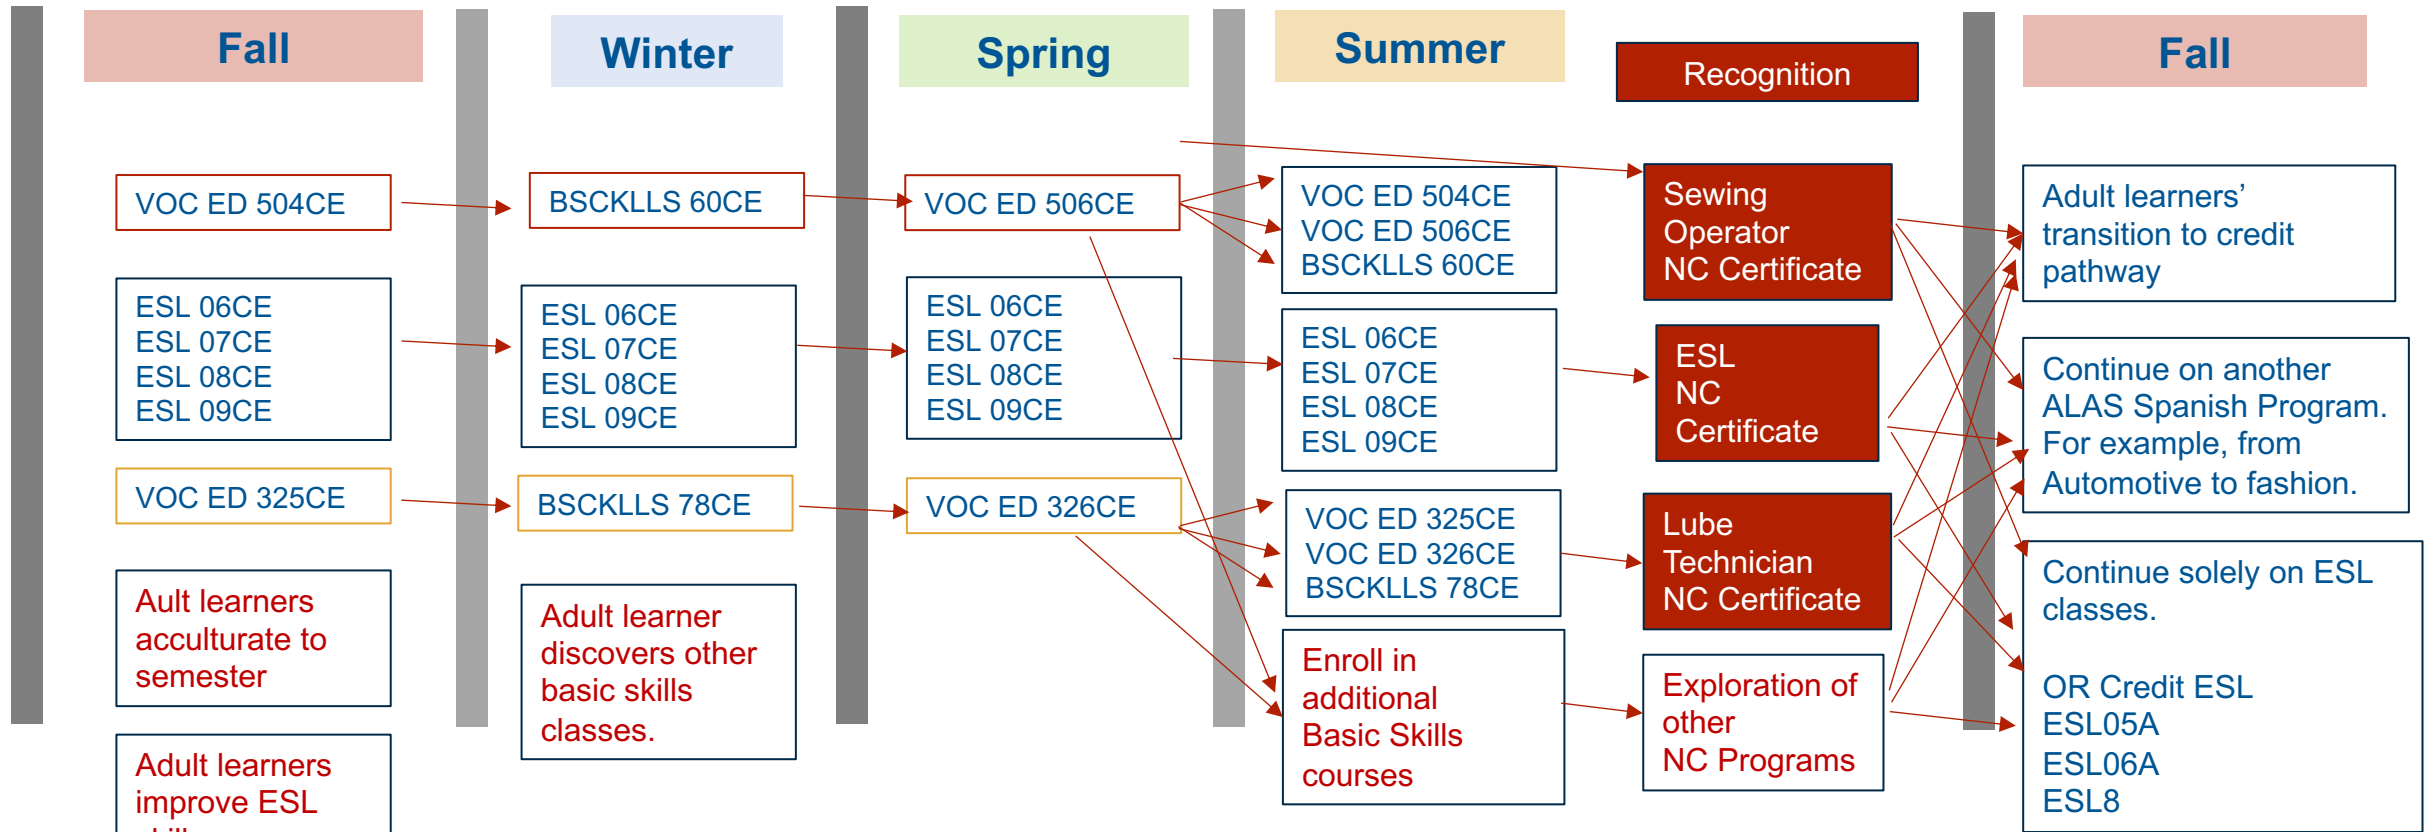 Fall
Winter
Spring
Summer
Recognition
Fall
VOC ED 504CE
ESL 06CE
ESL 07CE
ESL 08CE
ESL 09CE
VOC ED 325CE
Ault learners
acculturate to
semester
Adult learners
improve ESL
BSCKLLS 60CE
ESL 06CE
ESL 07CE
ESL 08CE
ESL 09CE
BSCKLLS 78CE
Adult learner
discovers other
basic skills
classes.
VOC ED 506CE
ESL 06CE
ESL 07CE
ESL 08CE
ESL 09CE
VOC ED 326CE
VOC ED 504CE
VOC ED 506CE
BSCKLLS 60CE
ESL 06CE
ESL 07CE
ESL 08CE
ESL 09CE
VOC ED 325CE
VOC ED 326CE
BSCKLLS 78CE
Enroll in
additional
Basic Skills
courses
Sewing
Operator
NC Certificate
ESL
NC
Certificate
Lube
Technician
NC Certificate
Exploration of
other
NC Programs
Adult learners’
transition to credit
pathway
Continue on another
ALAS Spanish Program.
For example, from
Automotive to fashion.
Continue solely on ESL
classes.
OR Credit ESL
ESL05A
ESL06A
ESL8